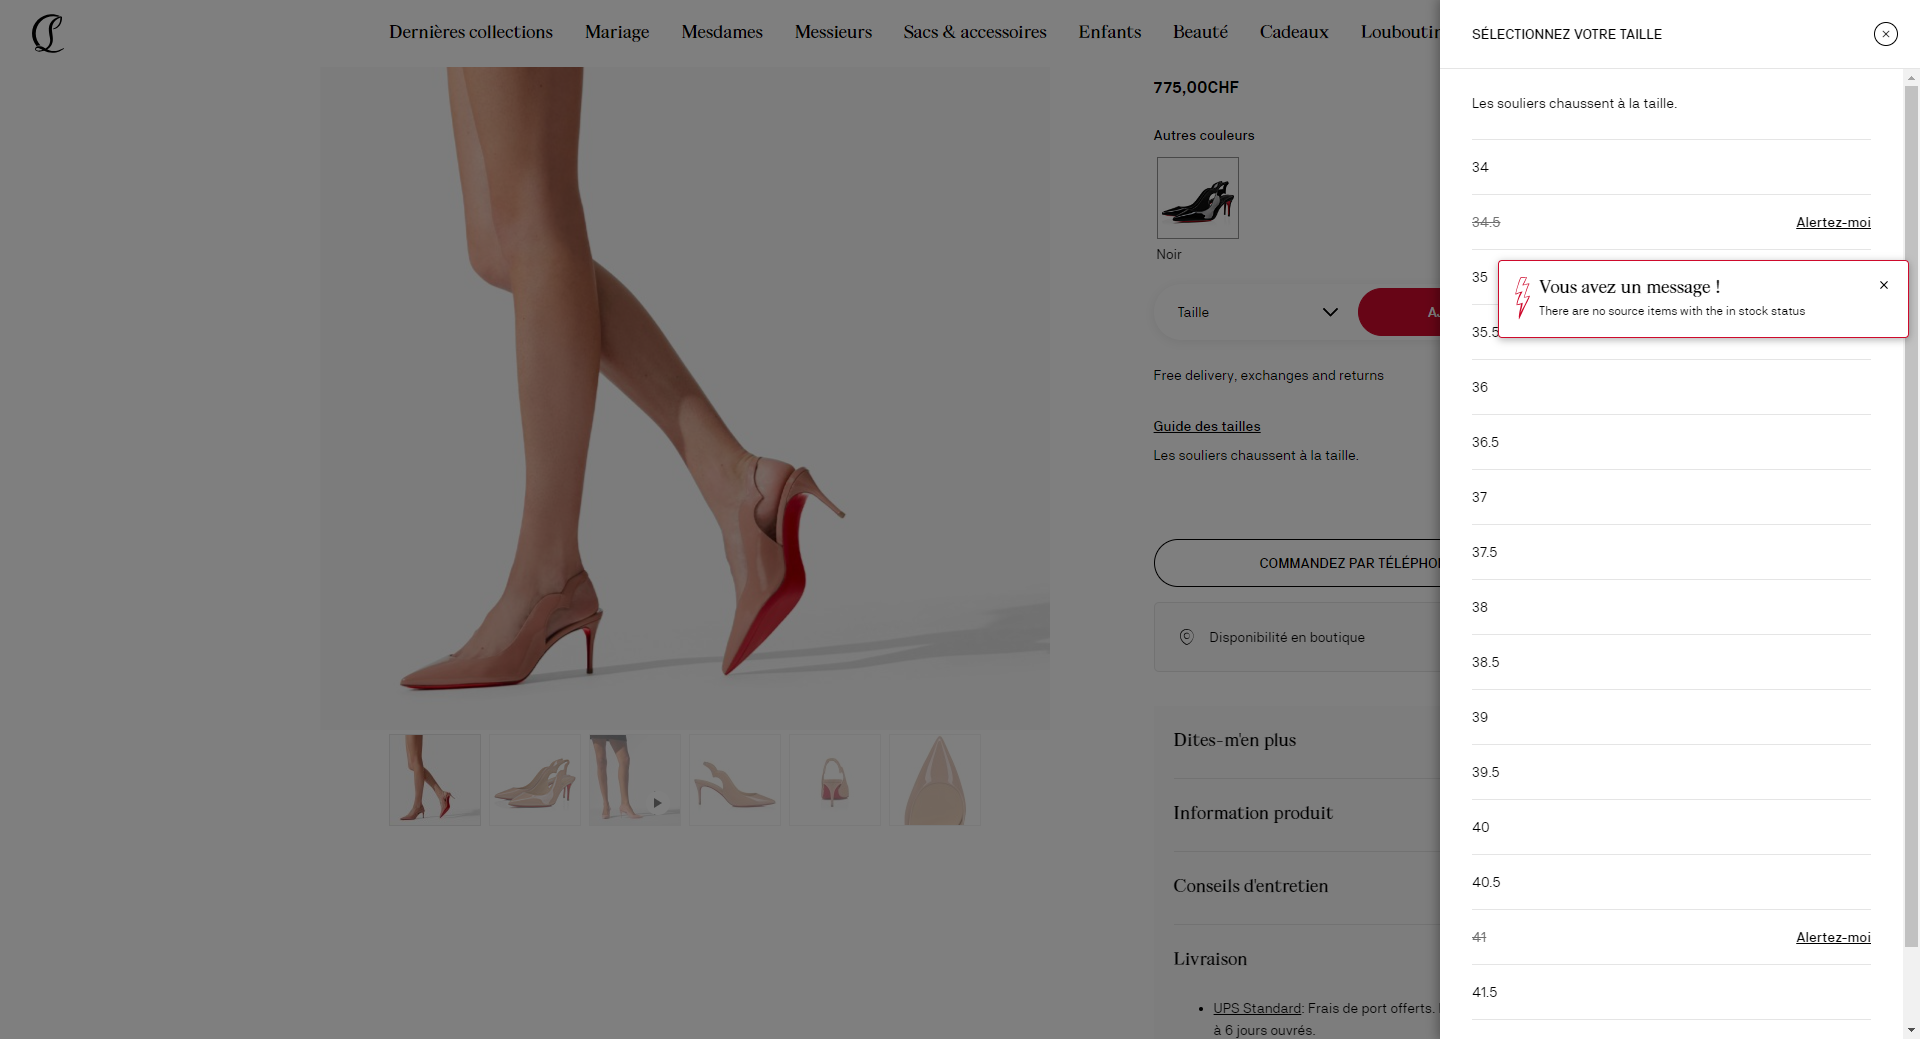 Dernières collections Mariage Mesdames Messieurs Sacs & accessoires Enfants Beauté Cadeaux
775,00CHF
Autres couleurs
Noir
Taille
Free delivery, exchanges and returns
Guide des tailles
Les souliers chaussent à la taille.
COMMANDEZ PAR
Disponibilité en boutique
Dites-m'en plus
Information produit
Conseils d'entretien
Livraison
UPS Standard: Frais de port offerts.
à 6 jours ouvrés.
SÉLECTIONNEZ VOTRE TAILLE
Les souliers chaussent à la taille.
34
34.5 Alertez-moi
35
Vous avez un message !
There are no source items with the in stock status
35.5
36
36.5
37
37.5
38
38.5
39
39.5
40
40.5
41 Alertez-moi
41.5